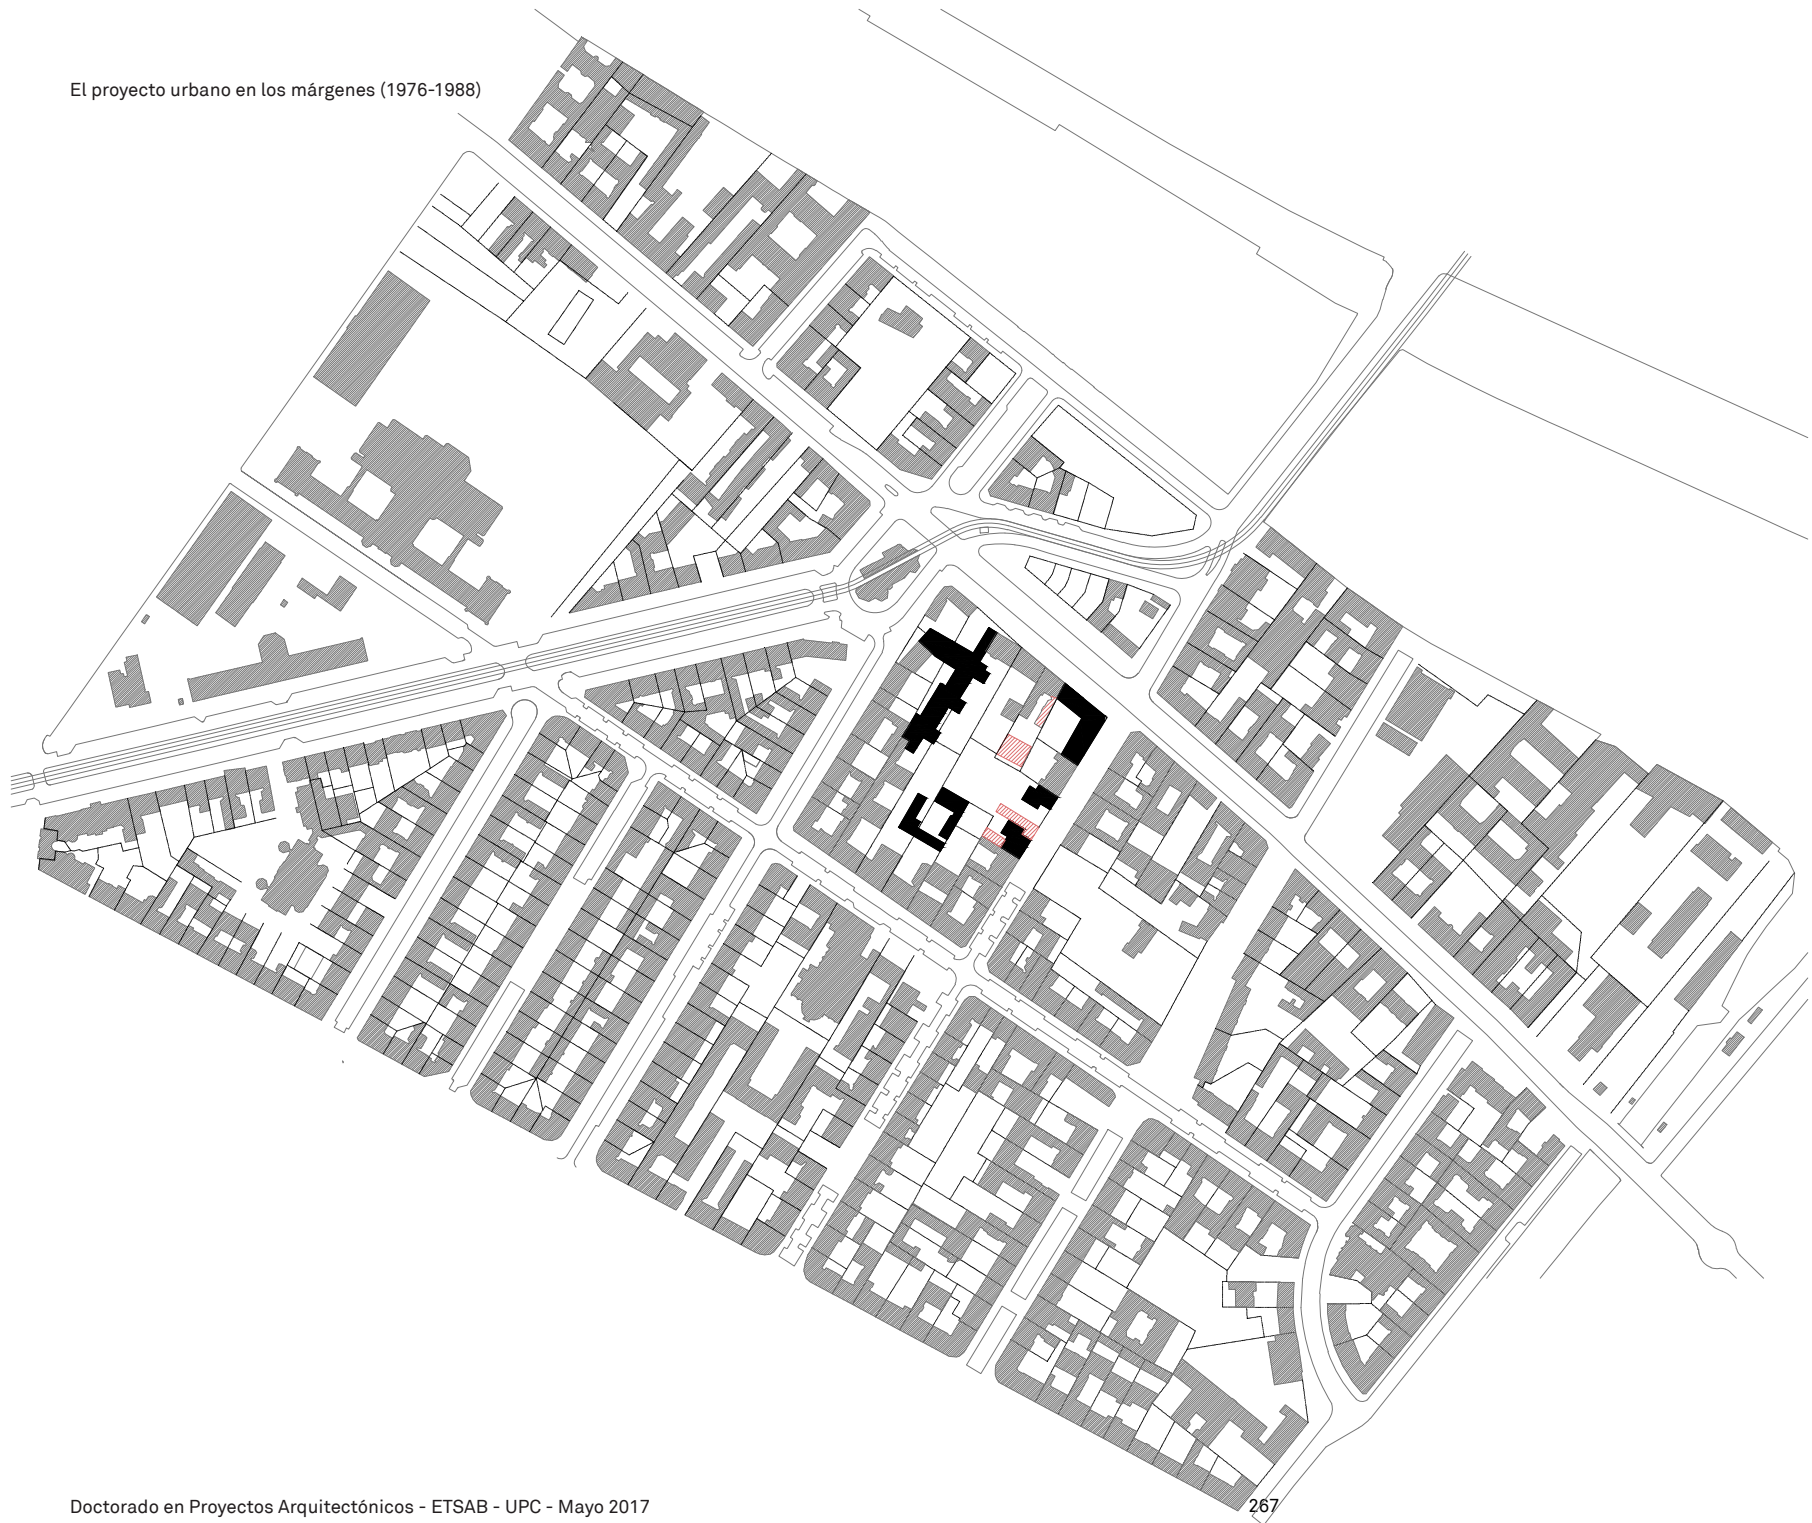 El proyecto urbano en los márgenes (1976-1988)
Doctorado en Proyectos Arquitectónicos - ETSAB - UPC - Mayo 2017
267